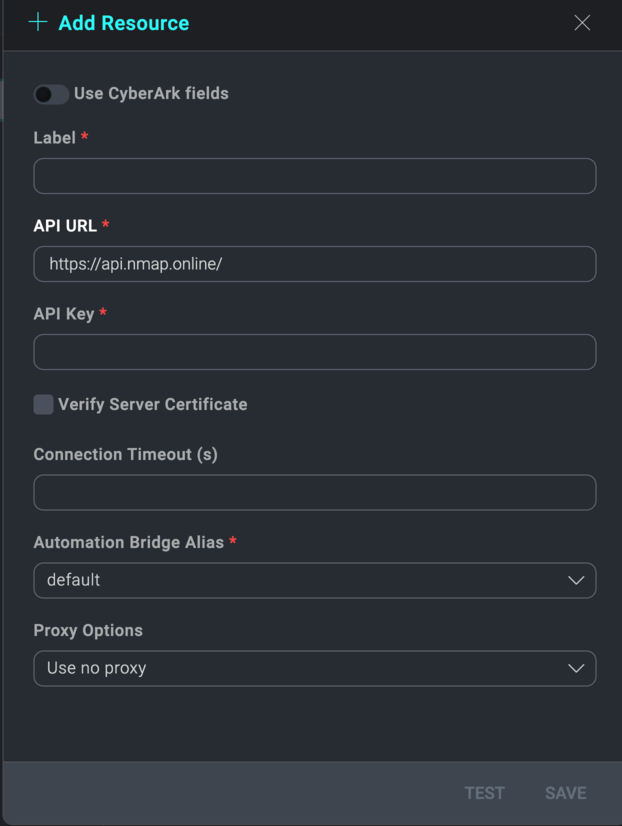 Add Resource
Use CyberArk fields
Label *
API URL *
https://api.nmap.online/
API Key *
Verify Server Certificate
Connection Timeout (s)
Automation Bridge Alias *
default
Proxy Options
Use no proxy
TEST SAVE